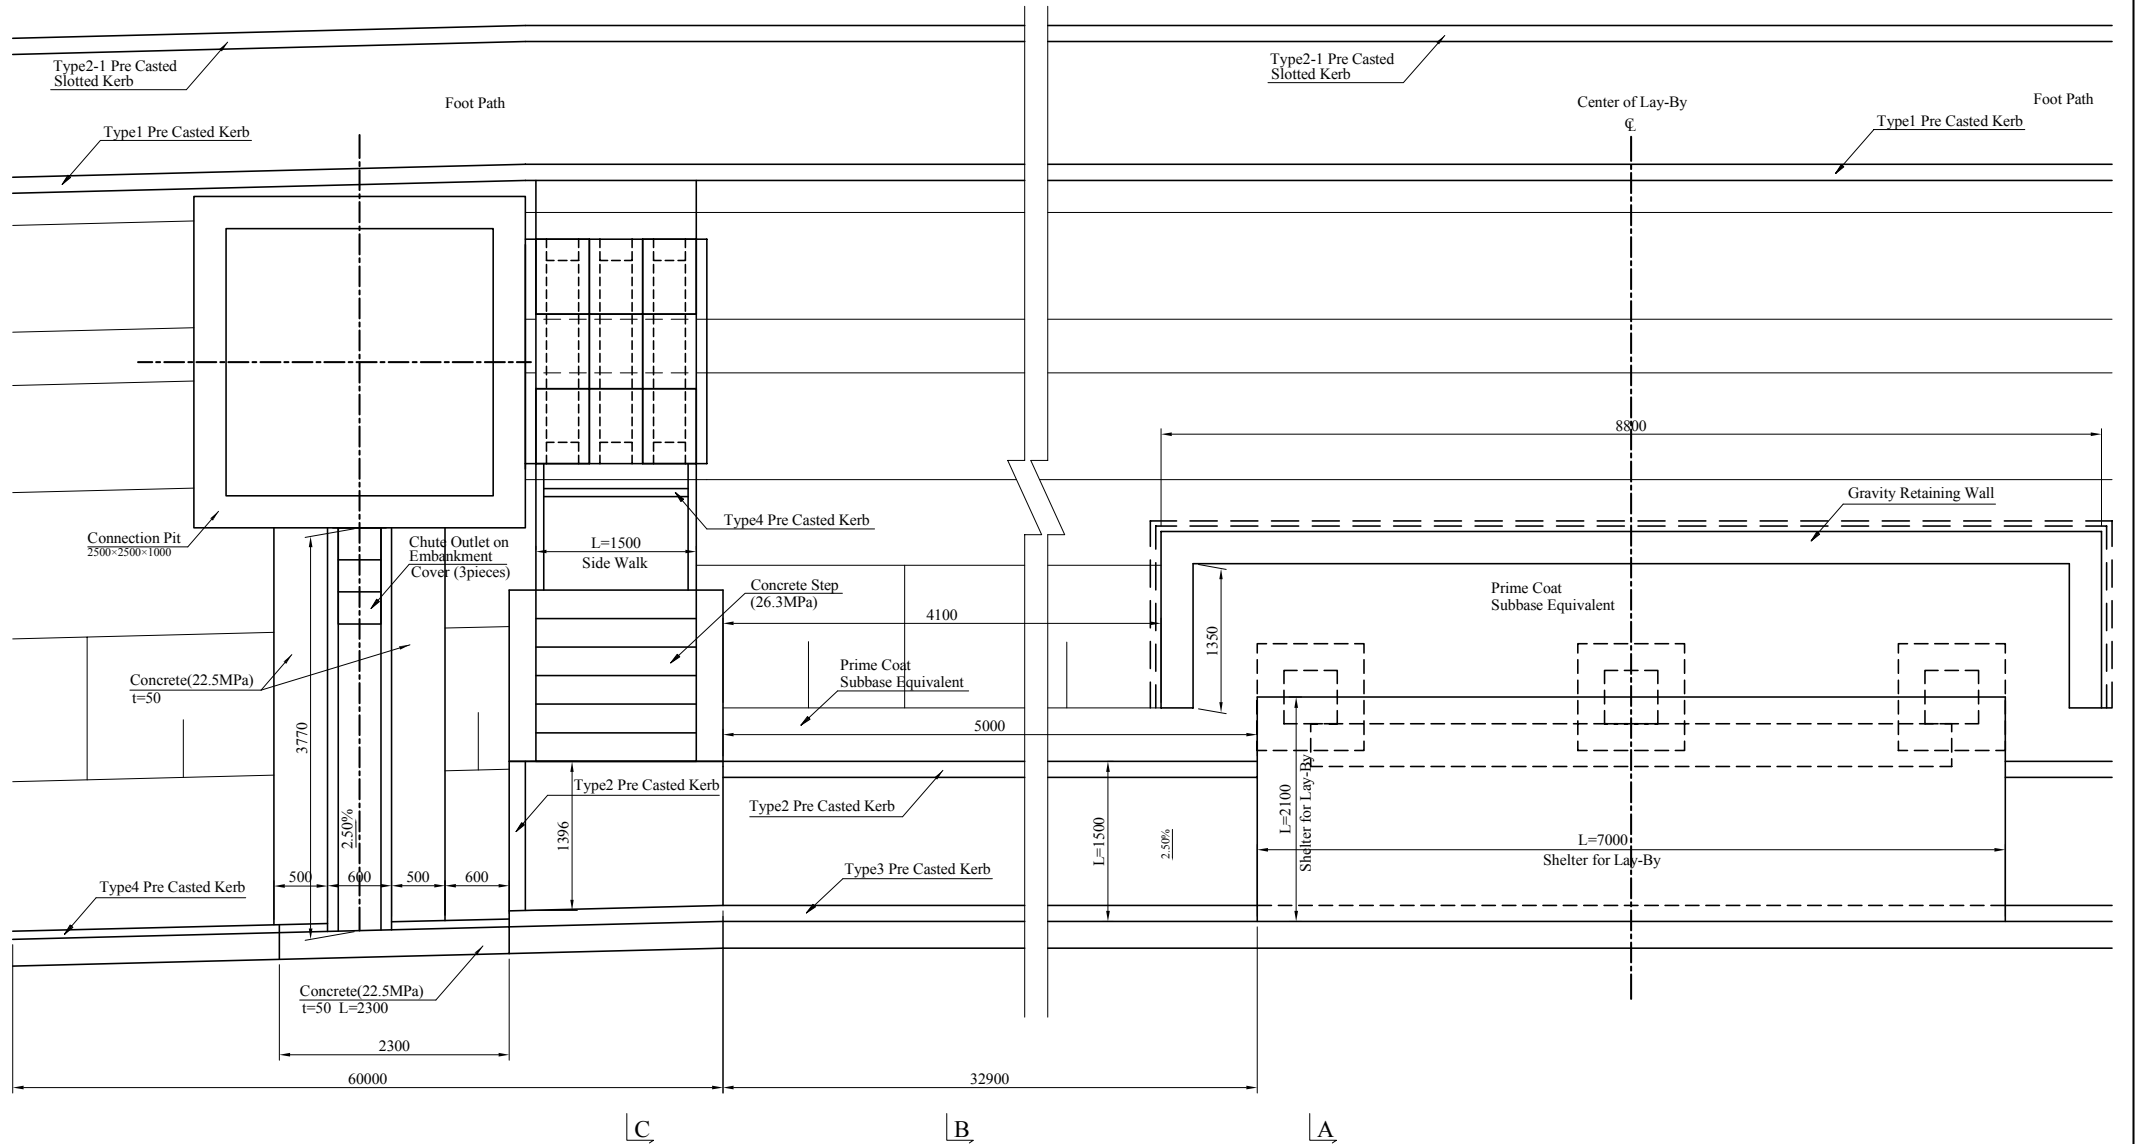 Type2-1 Pre Casted
Slotted Kerb
Type2-1 Pre Casted
Slotted Kerb
Foot Path
Center of Lay-By
℄
Foot Path
Type1 Pre Casted Kerb
Type1 Pre Casted Kerb
8800
Gravity Retaining Wall
Type4 Pre Casted Kerb
Connection Pit
2500×2500×1000
Chute Outlet on
Embankment
Cover (3pieces)
L=1500
Side Walk
Concrete Step
(26.3MPa)
4100
1350
Prime Coat
Subbase Equivalent
Prime Coat
Subbase Equivalent
Concrete(22.5MPa)
t=50
3770
5000
Type2 Pre Casted Kerb
Type2 Pre Casted Kerb
2.50%
1396
L=1500
2.50%
L=2100
Shelter for Lay-By
L=7000
Shelter for Lay-By
500
600
500
600
Type4 Pre Casted Kerb
Type3 Pre Casted Kerb
Concrete(22.5MPa)
t=50 L=2300
2300
60000
32900
C
B
A